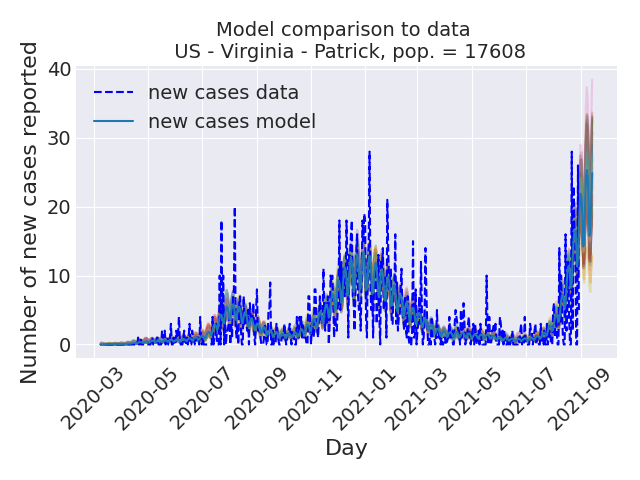 Model comparison to data
US - Virginia - Patrick, pop. = 17608
Number of new cases reported
40
30
20
10
0
new cases data
new cases model
2020-03
2020-05
2020-07
2020-09
2020-11
2021-01
2021-03
2021-05
2021-07
2021-09
Day